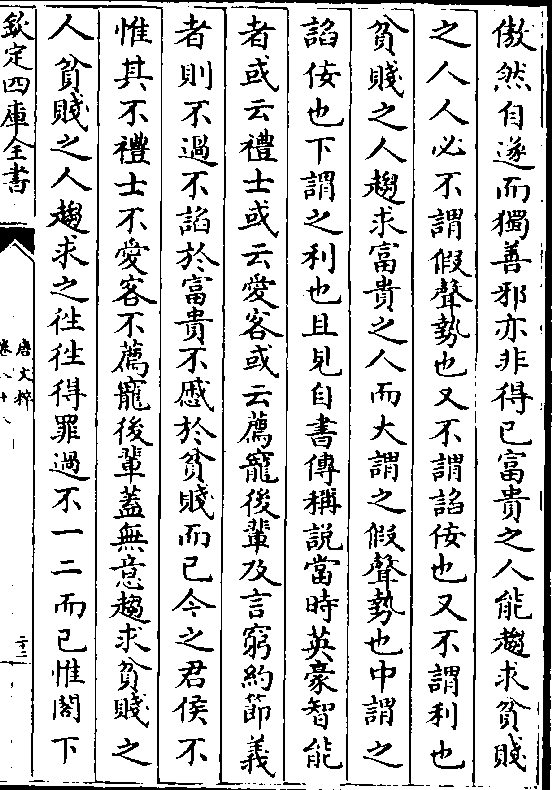 傲然自遂而獨善邪亦非得已富貴之人能趨求貧賤
之人人必不謂假聲勢也又不謂諂佞也又不謂利也
貧賤之人趨求富貴之人而大謂之假聲勢也中謂之
諂佞也下謂之利也且見自書傳稱說當時英豪智能
者或云禮士或云愛客或云薦寵後輩及言窮約節義
者則不過不諂於富貴不慼於貧賤而已今之君侯不
惟其不禮士不愛客不薦寵後輩蓋無意趨求貧賤之
人貧賤之人趨求之徃徃得罪過不一二而已惟閣下
欽定四庫全書
唐文粹
卷八十八
二十二